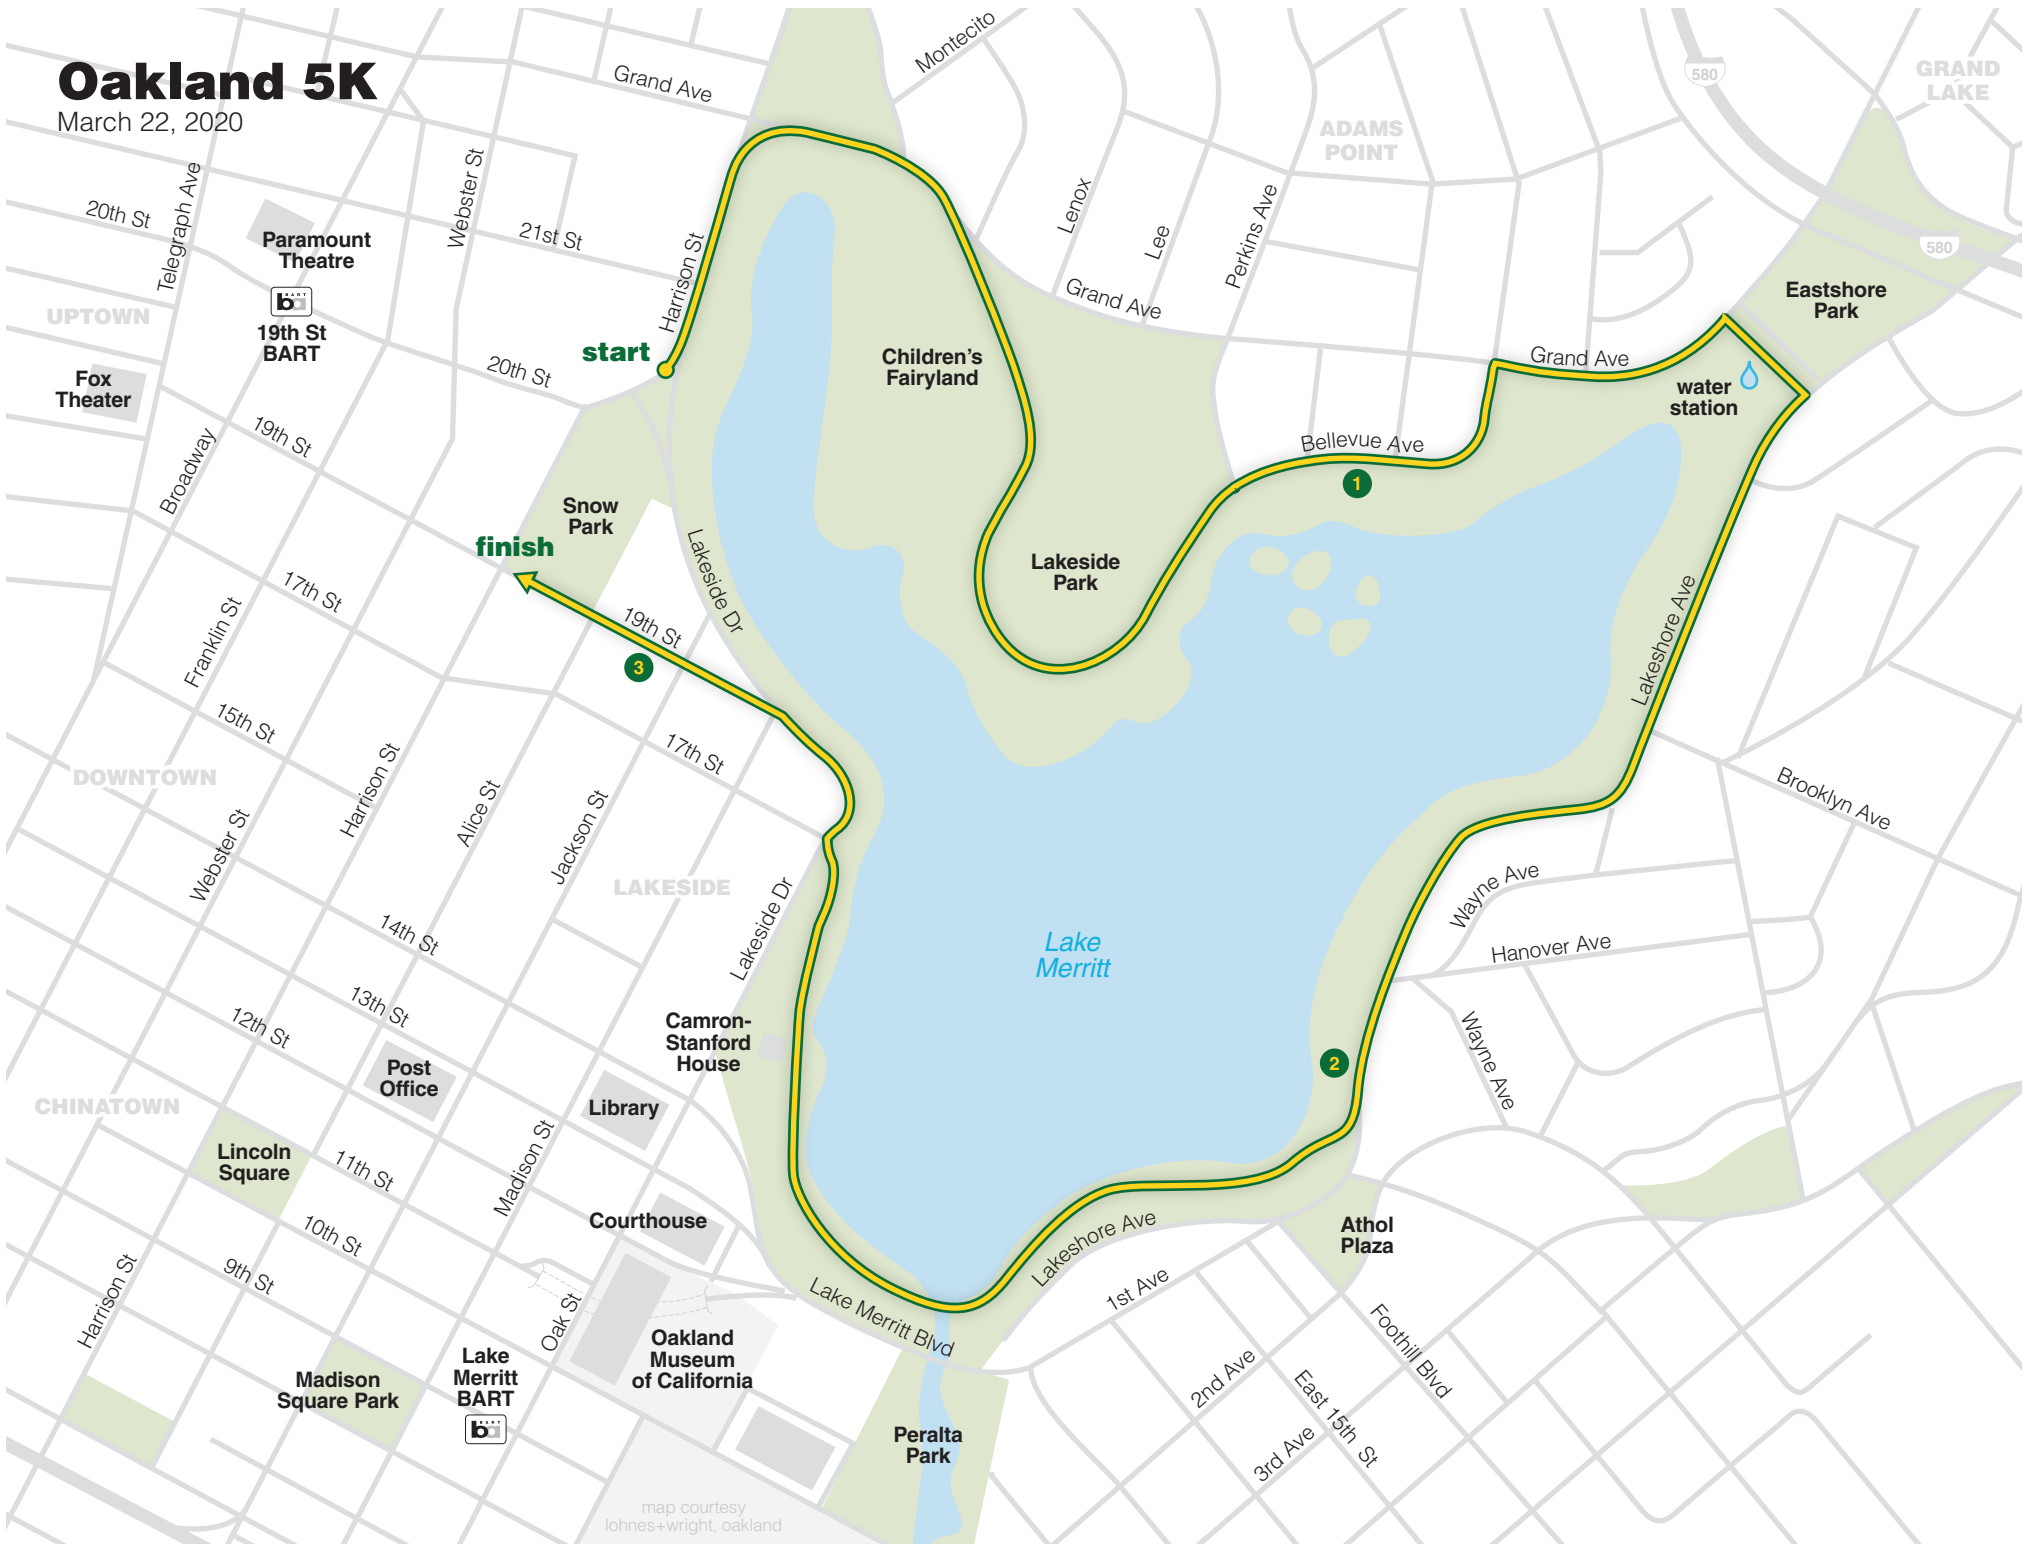 Oakland 5K
March 22, 2020
Grand Ave
Montecito
580
GRAND
LAKE
ADAMS
POINT
Telegraph Ave
20th St
Webster St
21st St
Paramount
Theatre
Harrison St
Lenox
Lee
Perkins Ave
580
Eastshore
Park
UPTOWN
BART
ba
19th St
BART
Grand Ave
start
20th St
Children's
Fairyland
Grand Ave
water
station
Fox
Theater
Broadway
19th St
Bellevue Ave
1
Snow
Park
finish
Lakeside Dr
Lakeside
Park
17th St
Franklin St
19th St
3
Lakeshore Ave
15th St
17th St
DOWNTOWN
Harrison St
Alice St
Jackson St
Webster St
Brooklyn Ave
LAKESIDE
Lakeside Dr
Wayne Ave
14th St
Lake
Merritt
Hanover Ave
13th St
12th St
Camron-
Stanford
House
Wayne Ave
2
Post
Office
Library
CHINATOWN
Lincoln
Square
11th St
Madison St
Courthouse
Athol
Plaza
10th St
9th St
Harrison St
Oak St
Lakeshore Ave
1st Ave
Lake Merritt Blvd
Foothill Blvd
Oakland
Museum
of California
Lake
Merritt
BART
BART
ba
Madison
Square Park
2nd Ave
East 15th St
3rd Ave
Peralta
Park
map courtesy
lohnes+wright, oakland